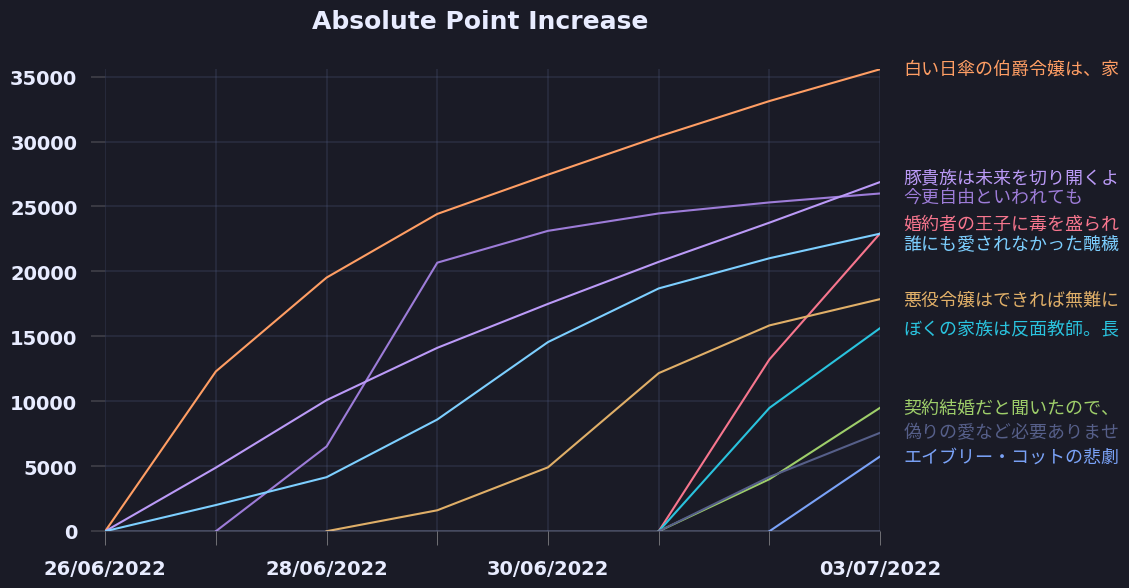 Absolute Point Increase
35000
30000
25000
20000
15000
10000
5000
0
26/06/2022
28/06/2022
30/06/2022
03/07/2022
白い日傘の伯爵令嬢は、家
豚貴族は未来を切り開くよ
今更自由といわれても
婚約者の王子に毒を盛られ
誰にも愛されなかった醜穢
悪役令嬢はできれば無難に
ぼくの家族は反面教師。長
契約結婚だと聞いたので、
偽りの愛など必要ありませ
エイブリー・コットの悲劇